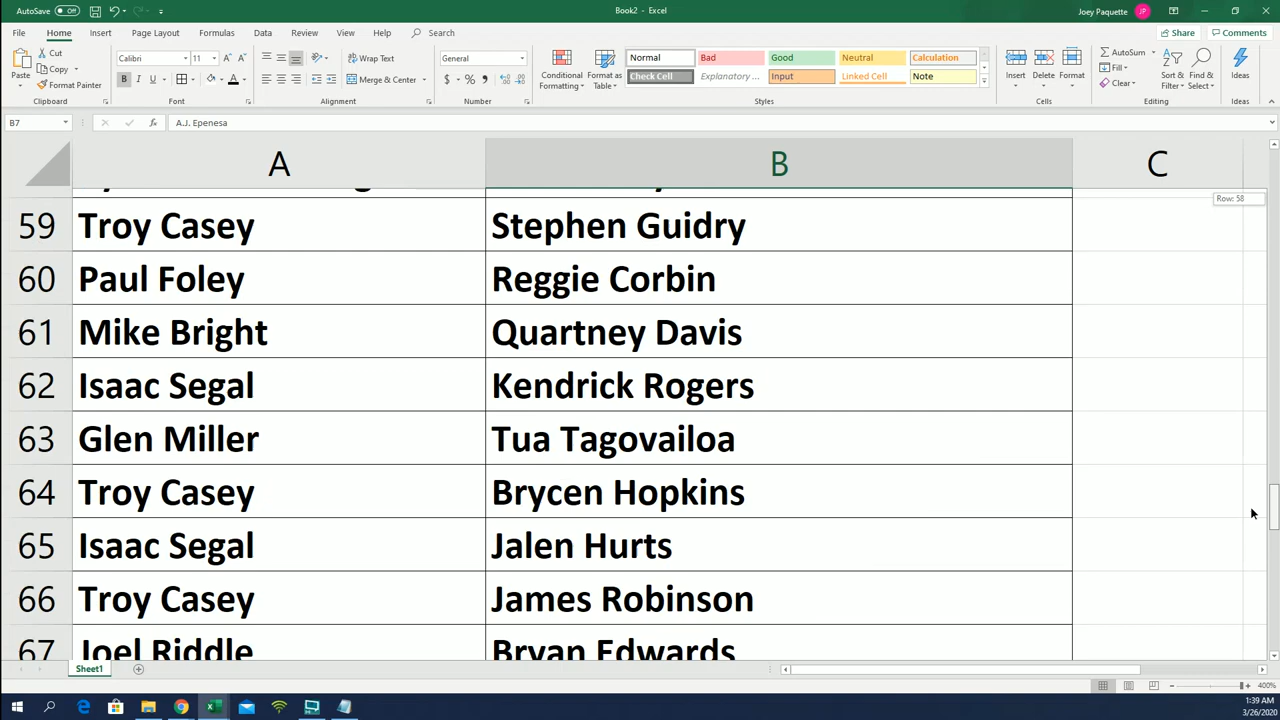 AutoSave Off
Book2 - Excel
Joey Paquette JP
File Home Insert Page Layout Formulas Data Review View Help Search Share Comments
Paste Cut Copy Format Painter Clipboard
Calibri 11 B I U A Font
Wrap Text Merge & Center Alignment
General $ % , Number
Conditional Formatting Format as Table
Normal Bad Good Neutral Calculation
Check Cell Explanatory ... Input Linked Cell Note
Styles
Insert Delete Format Cells
AutoSum Fill Clear Sort & Filter Find & Select Editing
Ideas Ideas
B7 fx A.J. Epenesa
A B C
Row: 58
59 Troy Casey Stephen Guidry
60 Paul Foley Reggie Corbin
61 Mike Bright Quartney Davis
62 Isaac Segal Kendrick Rogers
63 Glen Miller Tua Tagovailoa
64 Troy Casey Brycen Hopkins
65 Isaac Segal Jalen Hurts
66 Troy Casey James Robinson
67 Joel Riddle Bryan Edwards
Sheet1
400%
1:39 AM
3/26/2020